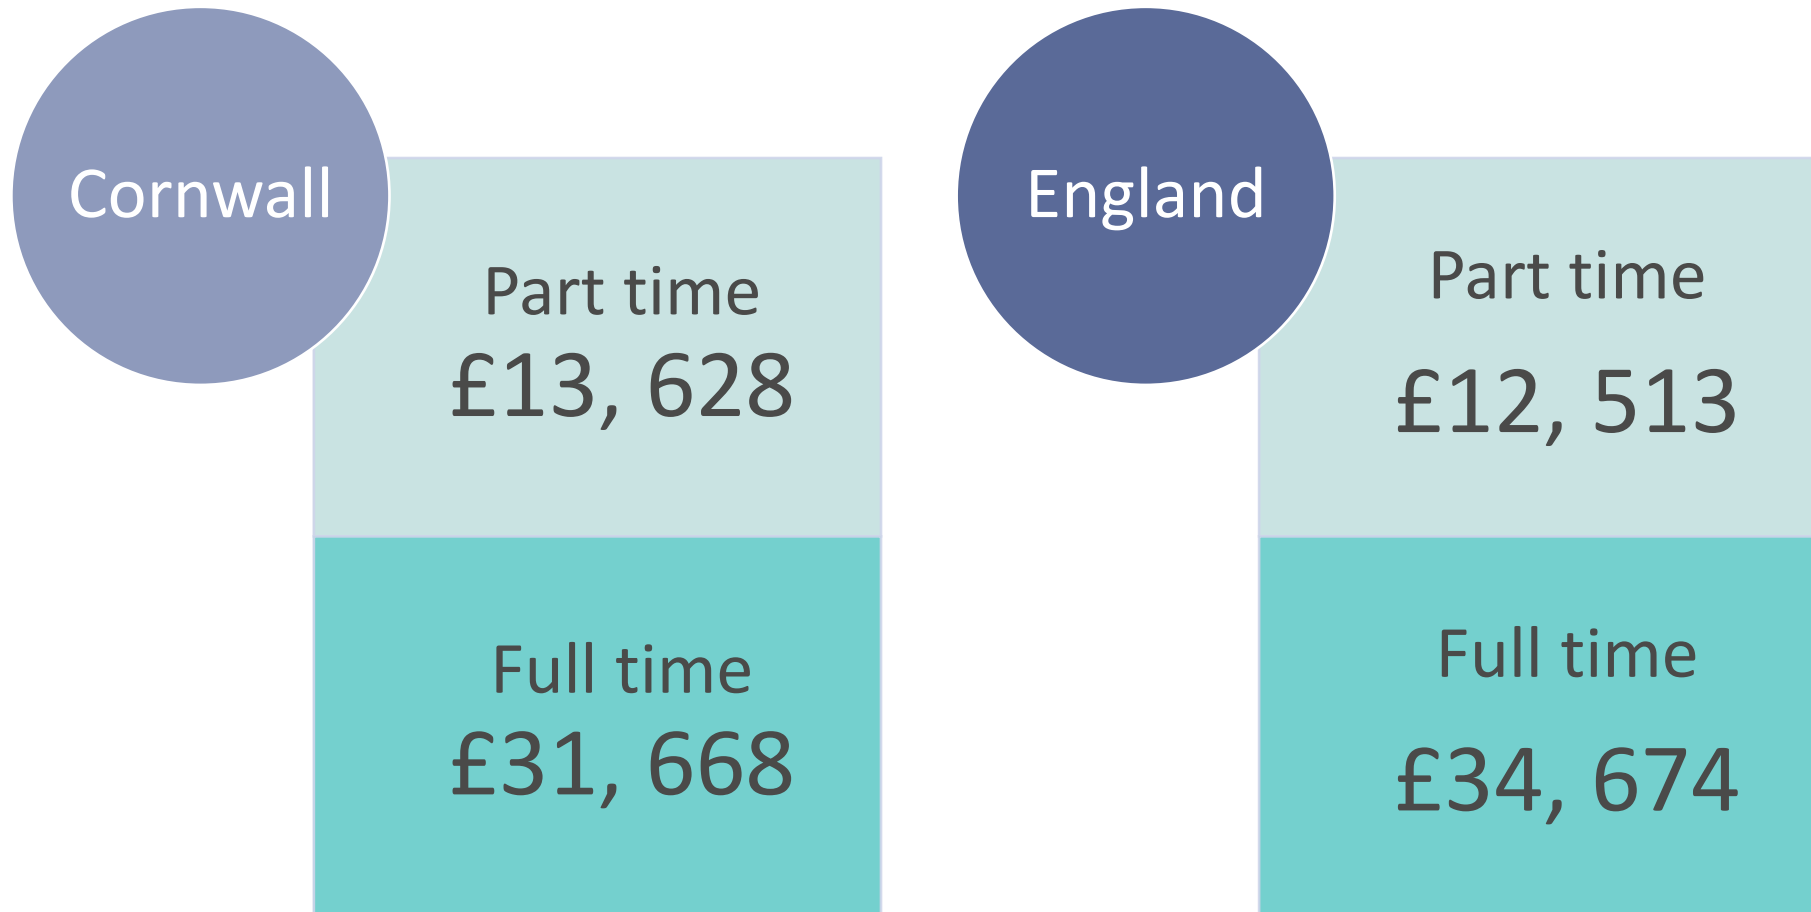 Cornwall
Part time
£13, 628
Full time
£31, 668
England
Part time
£12, 513
Full time
£34, 674